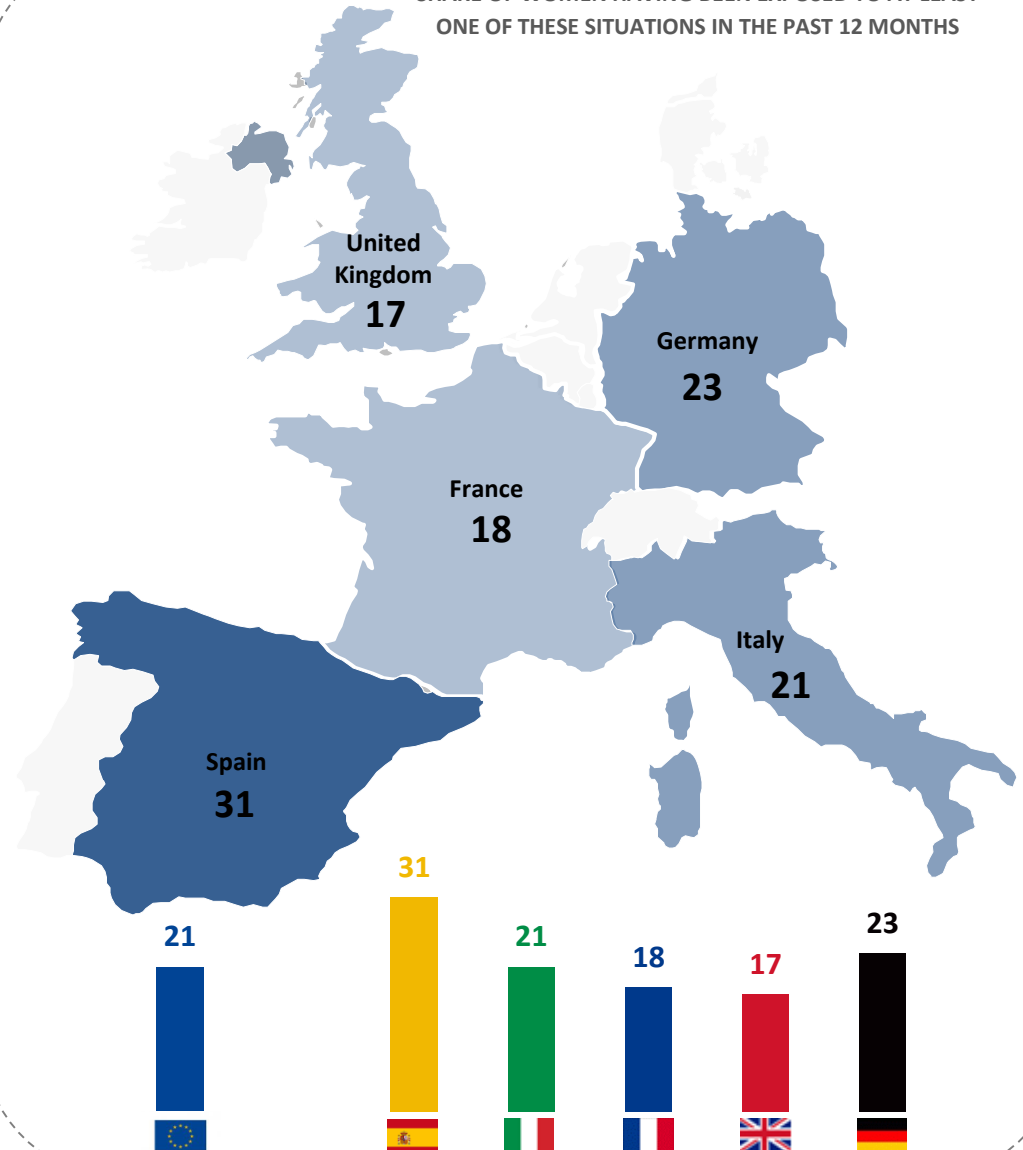 ONE OF THESE SITUATIONS IN THE PAST 12 MONTHS
United
Kingdom
17
Germany
23
France
18
Italy
21
Spain
31
31
21
21
18
17
23